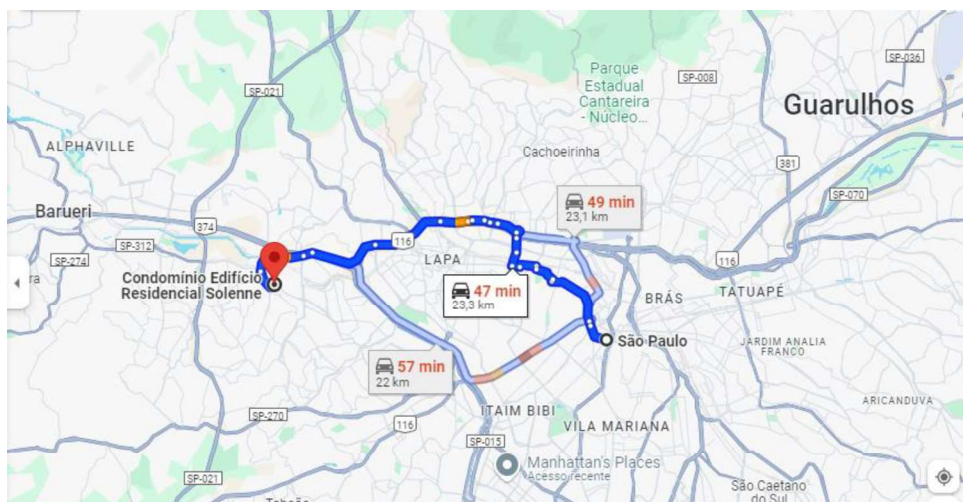 SP-036
SP-021
SP-008
Parque
Estadual
Cantareira
- Núcleo...
Guarulhos
ALPHAVILLE
Cachoeirinha
381
SP-070
Barueri
374
49 min
23,1 km
SP-312
116
SP-274
LAPA
116
Condomínio Edifício
Residencial Solenne
47 min
23,3 km
BRÁS
TATUAPÉ
São Paulo
JARDIM ANALIA
FRANCO
57 min
22 km
ARICANDUVA
ITAIM BIBI
SP-270
116
VILA MARIANA
SP-015
Manhattan's Places
Acesso recente
SP-021
São Caetano
do Sul